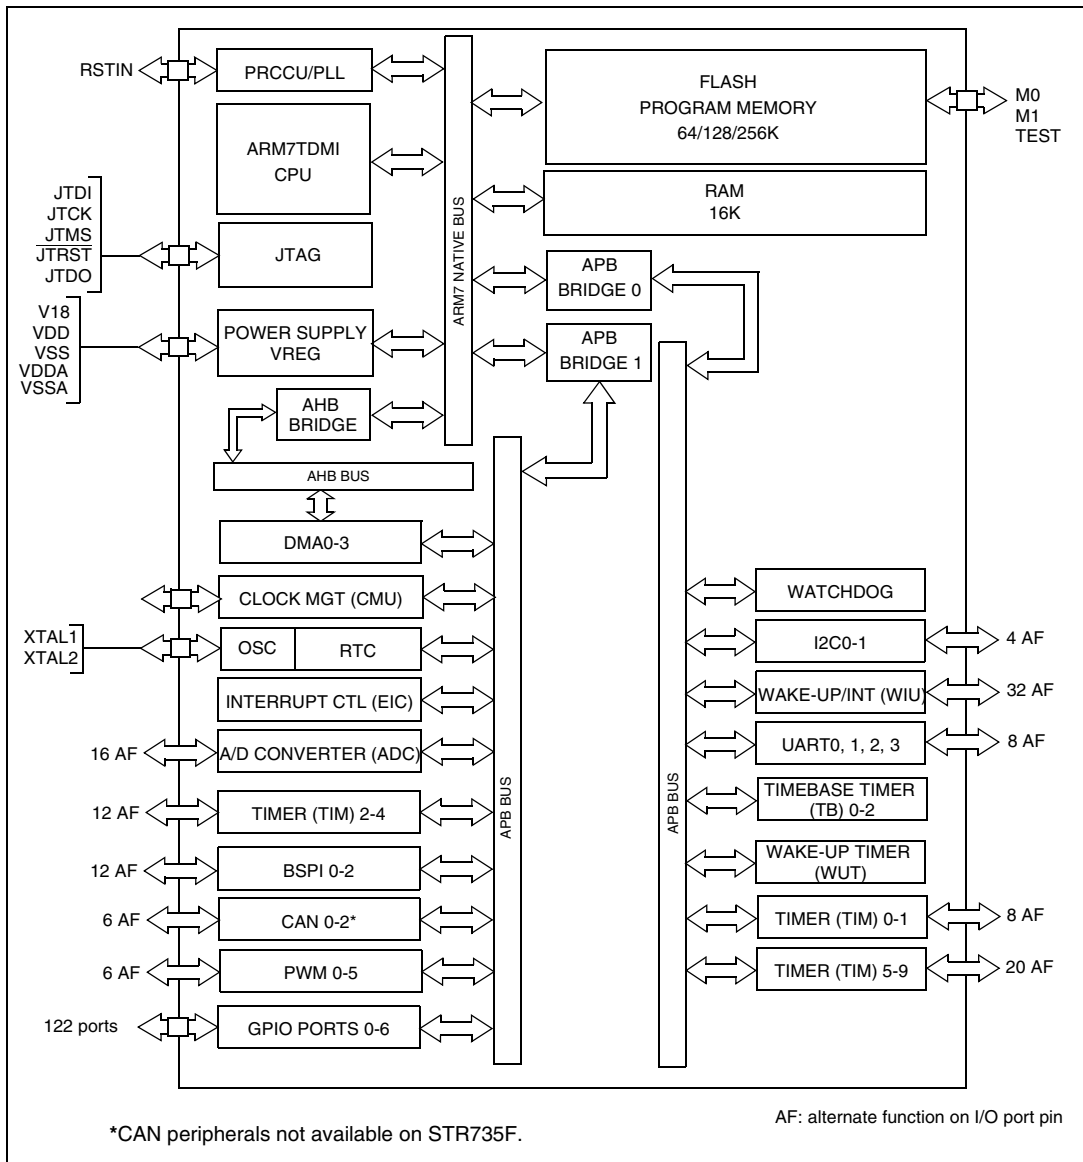 RSTIN
PRCCU/PLL
FLASH
PROGRAM MEMORY
64/128/256K
M0
M1
TEST
ARM7TDMI
CPU
RAM
16K
JTDI
JTCK
JTMS
JTRST
JTDO
JTAG
ARM7 NATIVE BUS
APB
BRIDGE 0
V18
VDD
VSS
VDDA
VSSA
POWER SUPPLY
VREG
APB
BRIDGE 1
AHB
BRIDGE
AHB BUS
DMA0-3
CLOCK MGT (CMU)
XTAL1
XTAL2
OSC
RTC
INTERRUPT CTL (EIC)
16 AF
A/D CONVERTER (ADC)
12 AF
TIMER (TIM) 2-4
12 AF
BSPI 0-2
6 AF
CAN 0-2*
6 AF
PWM 0-5
122 ports
GPIO PORTS 0-6
APB BUS
APB BUS
WATCHDOG
I2C0-1
4 AF
WAKE-UP/INT (WIU)
32 AF
UART0, 1, 2, 3
8 AF
TIMEBASE TIMER
(TB) 0-2
WAKE-UP TIMER
(WUT)
TIMER (TIM) 0-1
8 AF
TIMER (TIM) 5-9
20 AF
*CAN peripherals not available on STR735F.
AF: alternate function on I/O port pin